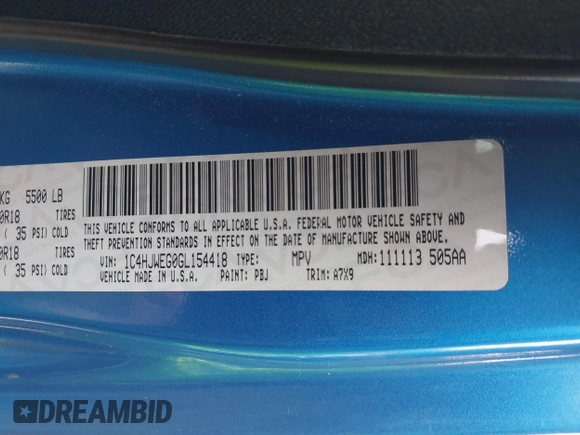 KG 5500 LB
0R18 TIRES
( 35 PSI) COLD
0R18 TIRES
( 35 PSI) COLD
THIS VEHICLE CONFORMS TO ALL APPLICABLE U.S.A. FEDERAL MOTOR VEHICLE SAFETY AND
THEFT PREVENTION STANDARDS IN EFFECT ON THE DATE OF MANUFACTURE SHOWN ABOVE.
VIN: 1C4HJWEG0GL154418 TYPE: MPV MDH: 111113 505AA
VEHICLE MADE IN U.S.A. PAINT: PBJ TRIM: A7X9
DREAMBID